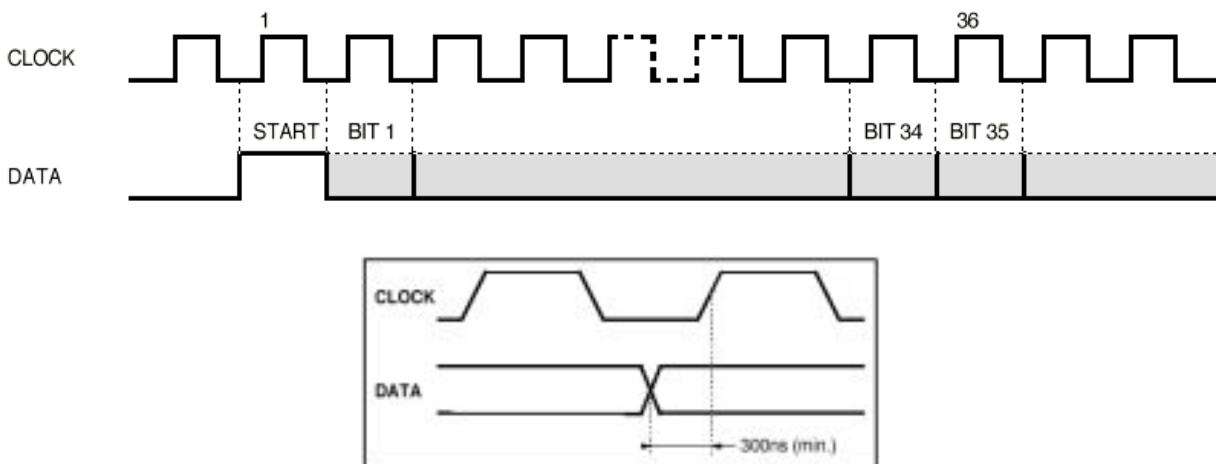 1 36
CLOCK
START BIT 1 BIT 34 BIT 35
DATA
CLOCK
DATA
300ns (min.)